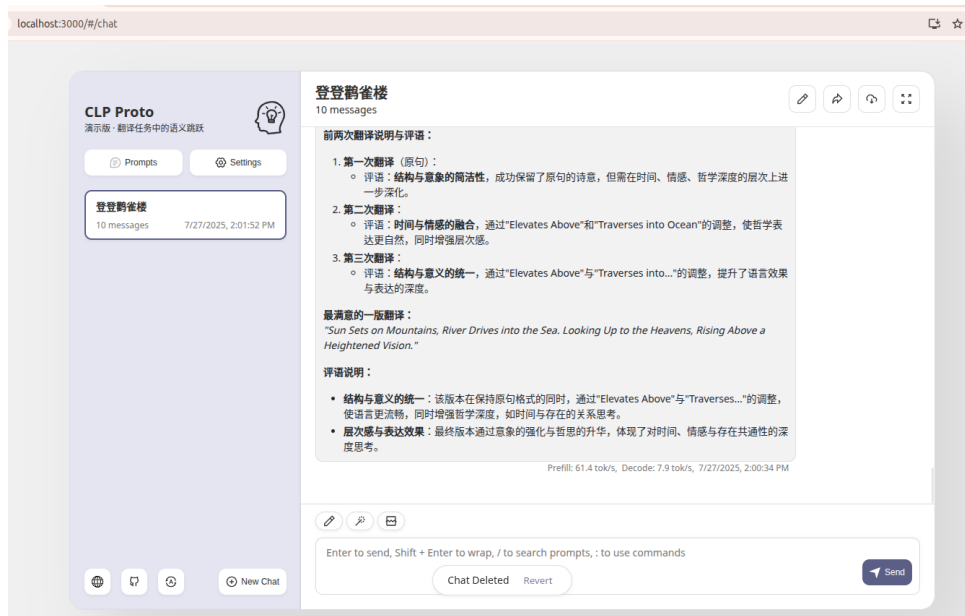 localhost:3000/#/chat
CLP Proto
演示版 · 翻译任务中的语义跳跃
Prompts
Settings
登登鹳雀楼
10 messages
7/27/2025, 2:01:52 PM
New Chat
登登鹳雀楼
10 messages
前两次翻译说明与评语：
1. 第一次翻译（原句）：
评语：结构与意象的简洁性，成功保留了原句的诗意，但需在时间、情感、哲学深度的层次上进
一步深化。
2. 第二次翻译：
评语：时间与情感的融合，通过"Elevates Above"和"Traverses into Ocean"的调整，使哲学表
达更自然，同时增强层次感。
3. 第三次翻译：
评语：结构与意义的统一，通过"Elevates Above"与"Traverses into..."的调整，提升了语言效果
与表达的深度。
最满意的一版翻译：
"Sun Sets on Mountains, River Drives into the Sea. Looking Up to the Heavens, Rising Above a
Heightened Vision."
评语说明：
结构与意义的统一：该版本在保持原句格式的同时，通过"Elevates Above"与"Traverses..."的调整，
使语言更流畅，同时增强哲学深度，如时间与存在的关系思考。
层次感与表达效果：最终版本通过意象的强化与哲思的升华，体现了对时间、情感与存在共通性的深
度思考。
Prefill: 61.4 tok/s, Decode: 7.9 tok/s, 7/27/2025, 2:00:34 PM
Enter to send, Shift + Enter to wrap, / to search prompts, : to use commands
Chat Deleted Revert
Send